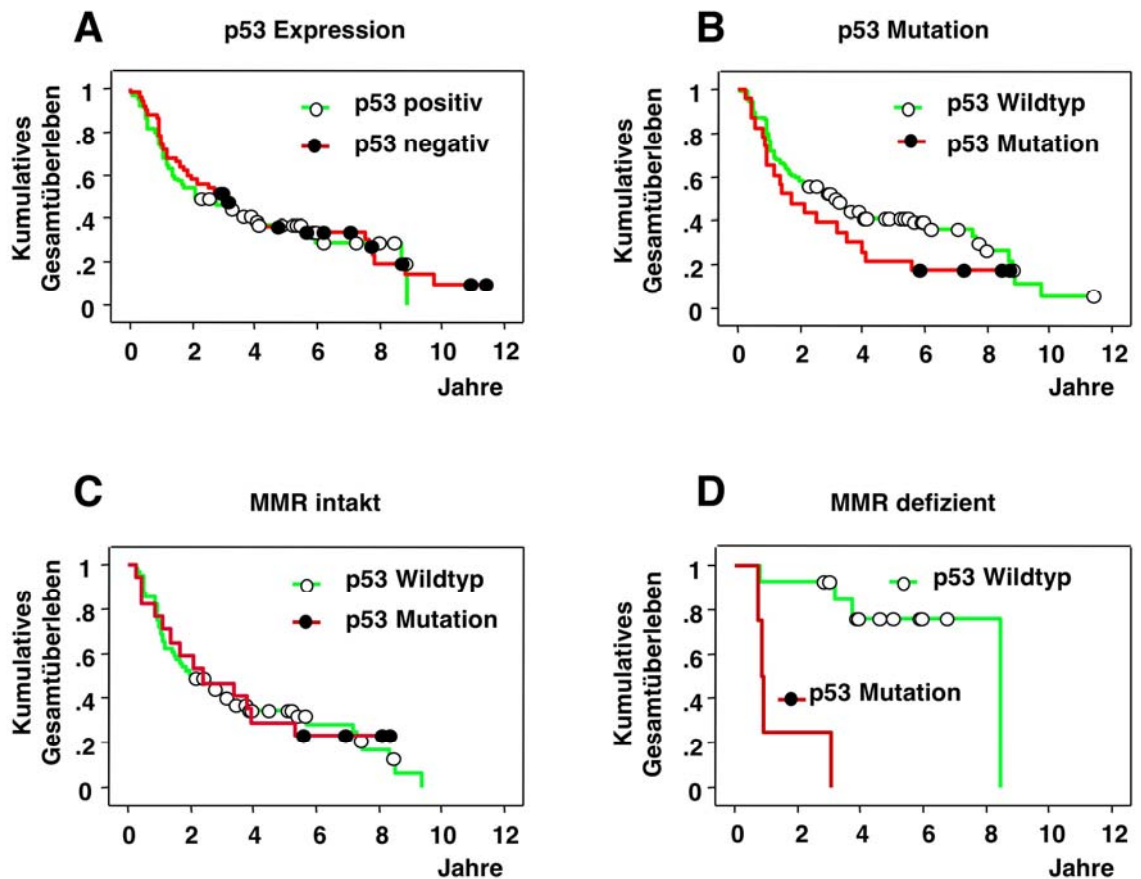 A
p53 Expression
Kumulatives
Gesamtüberleben
1
.8
.6
.4
.2
0
p53 positiv
p53 negativ
0 2 4 6 8 10 12
Jahre
B
p53 Mutation
Kumulatives
Gesamtüberleben
1
.8
.6
.4
.2
0
p53 Wildtyp
p53 Mutation
0 2 4 6 8 10 12
Jahre
C
MMR intakt
Kumulatives
Gesamtüberleben
1
.8
.6
.4
.2
0
p53 Wildtyp
p53 Mutation
0 2 4 6 8 10 12
Jahre
D
MMR defizient
Kumulatives
Gesamtüberleben
1
.8
.6
.4
.2
0
p53 Wildtyp
p53 Mutation
0 2 4 6 8 10 12
Jahre